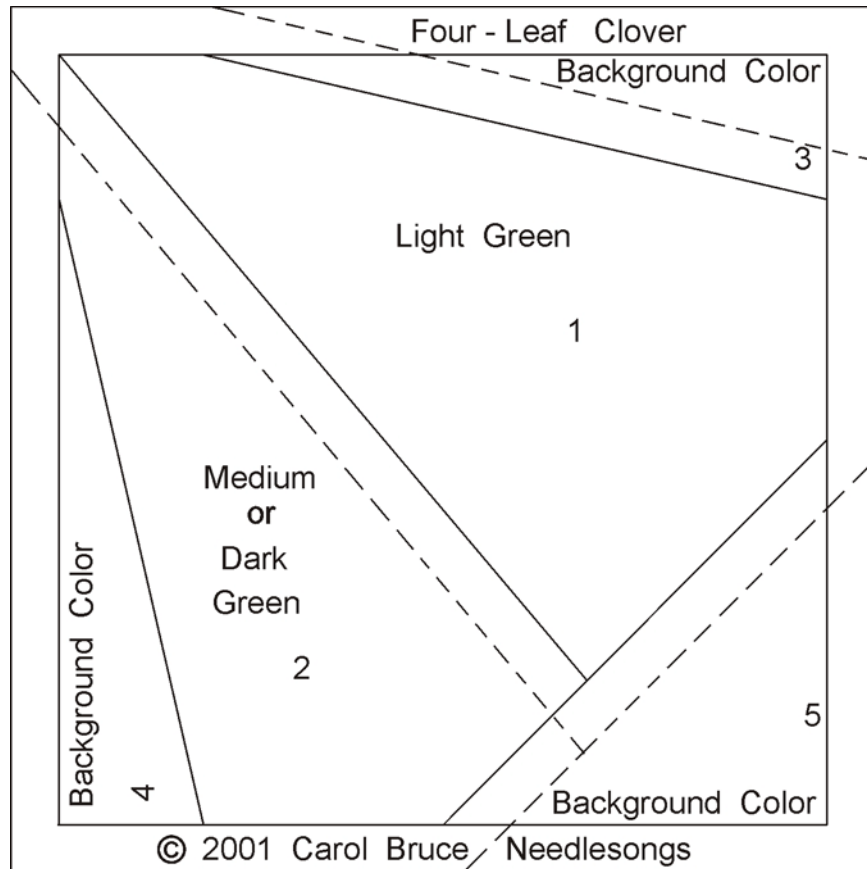 Four - Leaf Clover
Background Color
3
Light Green
1
Medium
or
Dark
Green
2
Background Color
4
5
Background Color
© 2001 Carol Bruce Needlesongs